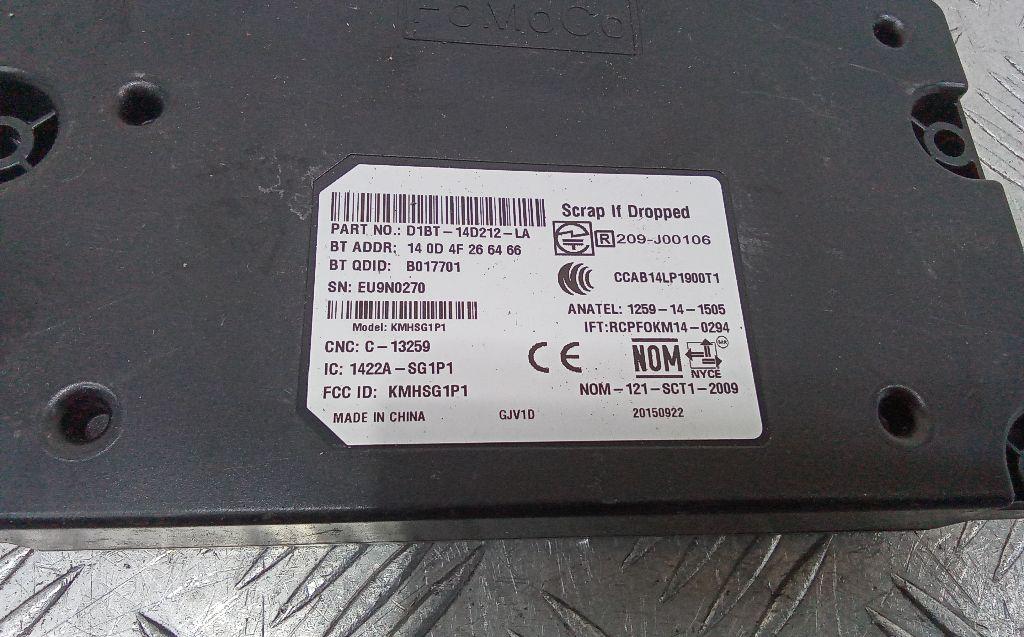 FoMoCo
PART NO.: D1BT-14D212-LA
BT ADDR: 14 0D 4F 26 64 66
BT QDID: B017701
SN: EU9N0270
Model: KMHSG1P1
CNC: C-13259
IC: 1422A-SG1P1
FCC ID: KMHSG1P1
MADE IN CHINA
GJV1D
Scrap If Dropped
R 209-J00106
CCAB14LP1900T1
ANATEL: 1259-14-1505
IFT:RCPFOKM14-0294
CE
NOM
NYCE
NOM-121-SCT1-2009
20150922